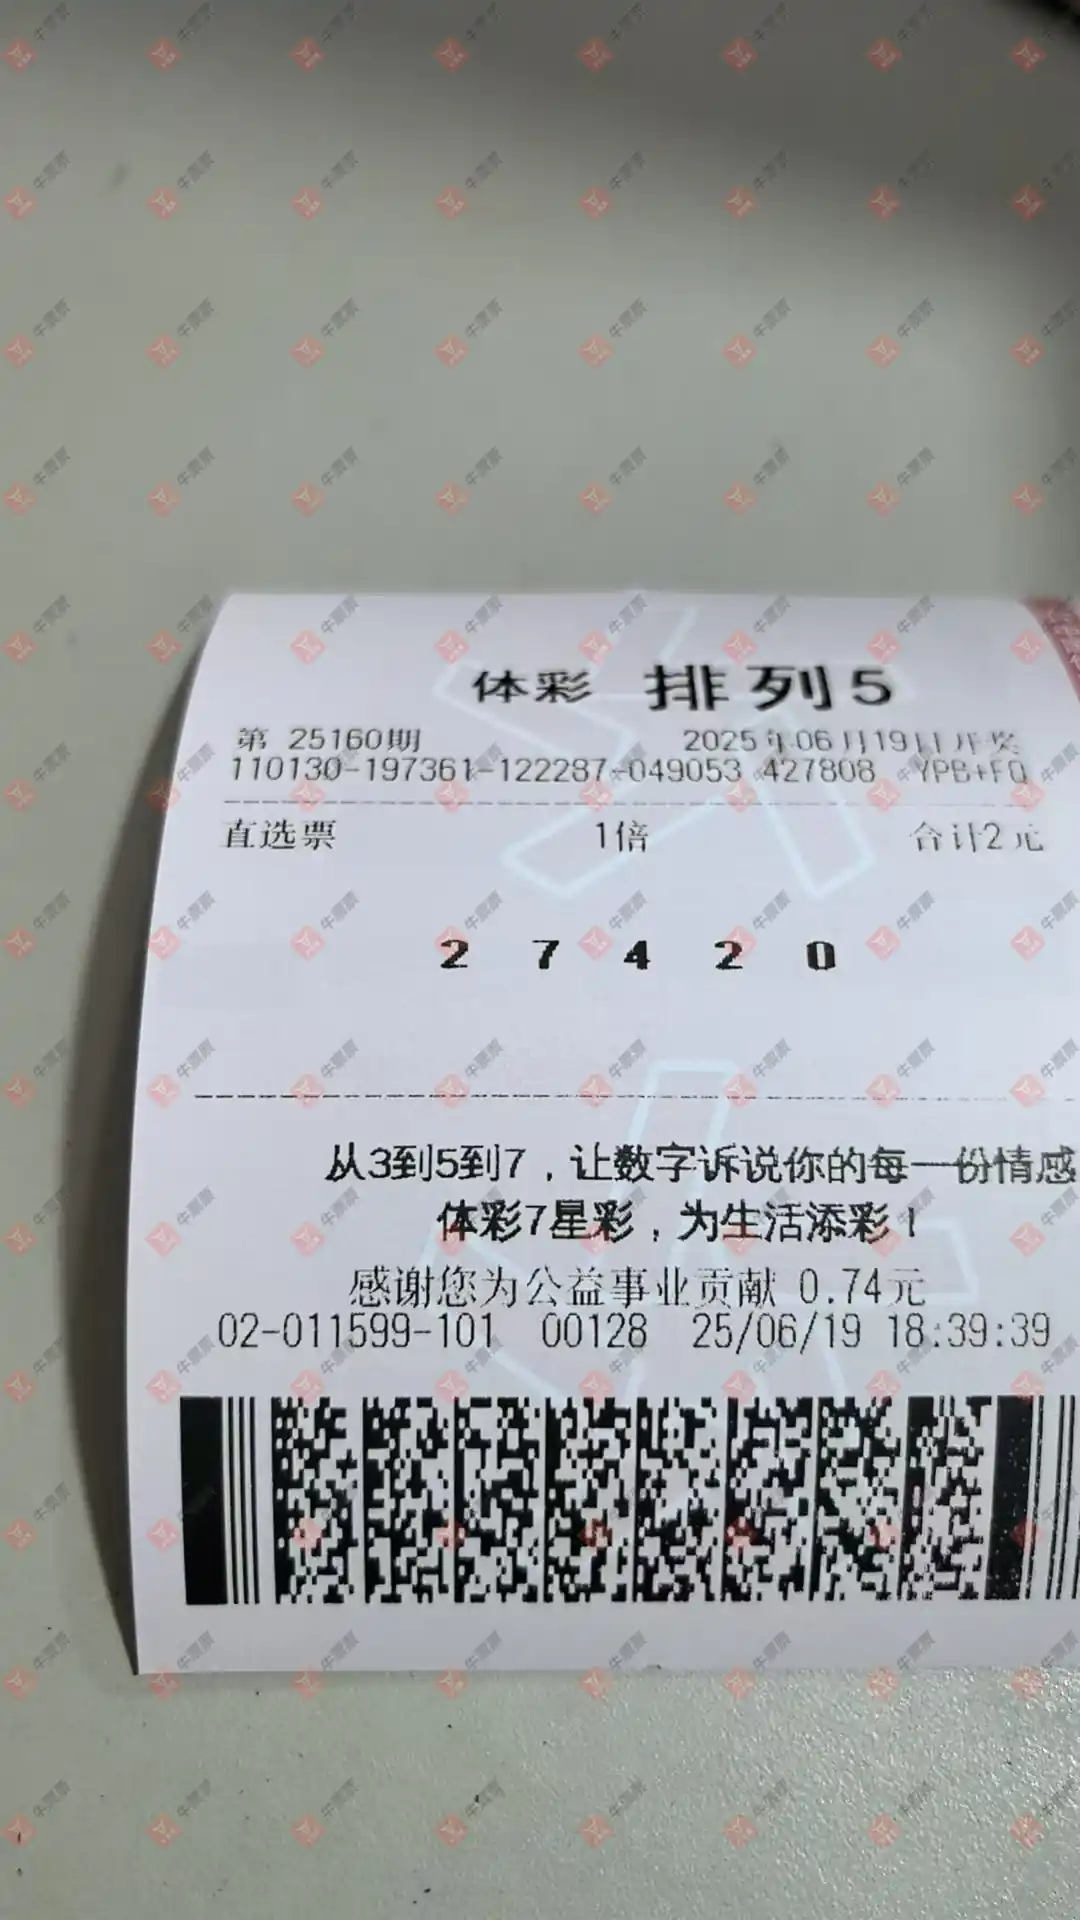 体彩 排列5
第 25160期 2025年06月19日开奖
110130-197361-122287-049053 427808 YPB+FQ
直选票 1倍 合计2元
2 7 4 2 0
从3到5到7，让数字诉说你的每一份情感
体彩7星彩，为生活添彩！
感谢您为公益事业贡献 0.74元
02-011599-101 00128 25/06/19 18:39:39
牛票票